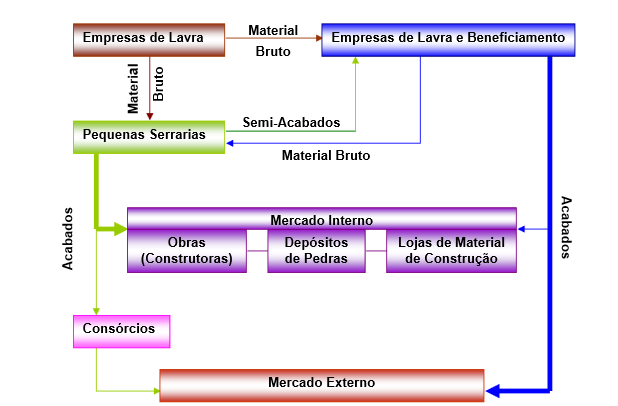 Empresas de Lavra
Material
Bruto
Empresas de Lavra e Beneficiamento
Material
Bruto
Pequenas Serrarias
Semi-Acabados
Material Bruto
Acabados
Acabados
Mercado Interno
Obras
(Construtoras)
Depósitos
de Pedras
Lojas de Material
de Construção
Consórcios
Mercado Externo